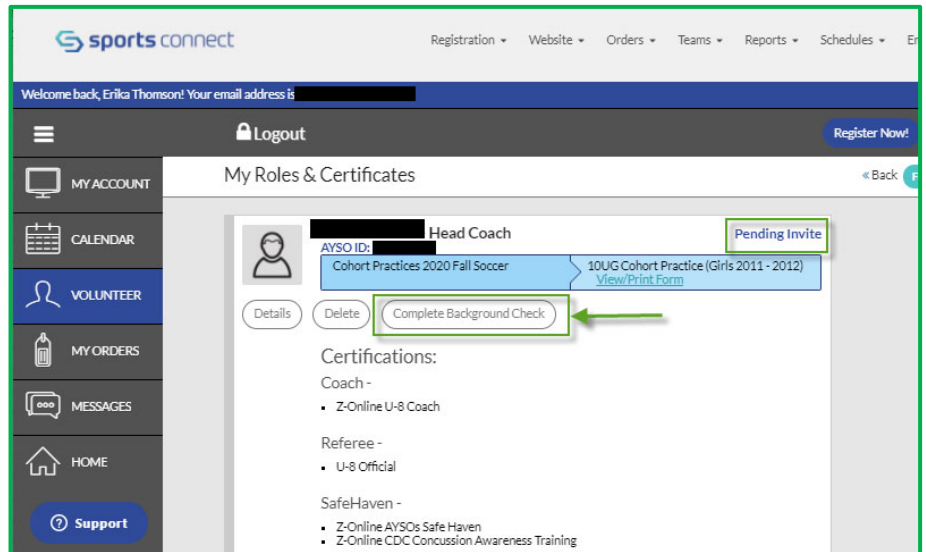 sports connect
Registration Website Orders Teams Reports Schedules
Welcome back, Erika Thomson! Your email address is
Logout
Register Now!
MY ACCOUNT
My Roles & Certificates
« Back
F
CALENDAR
Head Coach
Pending Invite
AYSO ID:
Cohort Practices 2020 Fall Soccer
10UG Cohort Practice (Girls 2011 - 2012)
View/Print Form
VOLUNTEER
Details
Delete
Complete Background Check
MY ORDERS
Certifications:
Coach -
▪ Z-Online U-8 Coach
MESSAGES
Referee -
▪ U-8 Official
HOME
SafeHaven -
▪ Z-Online AYSOs Safe Haven
▪ Z-Online CDC Concussion Awareness Training
? Support